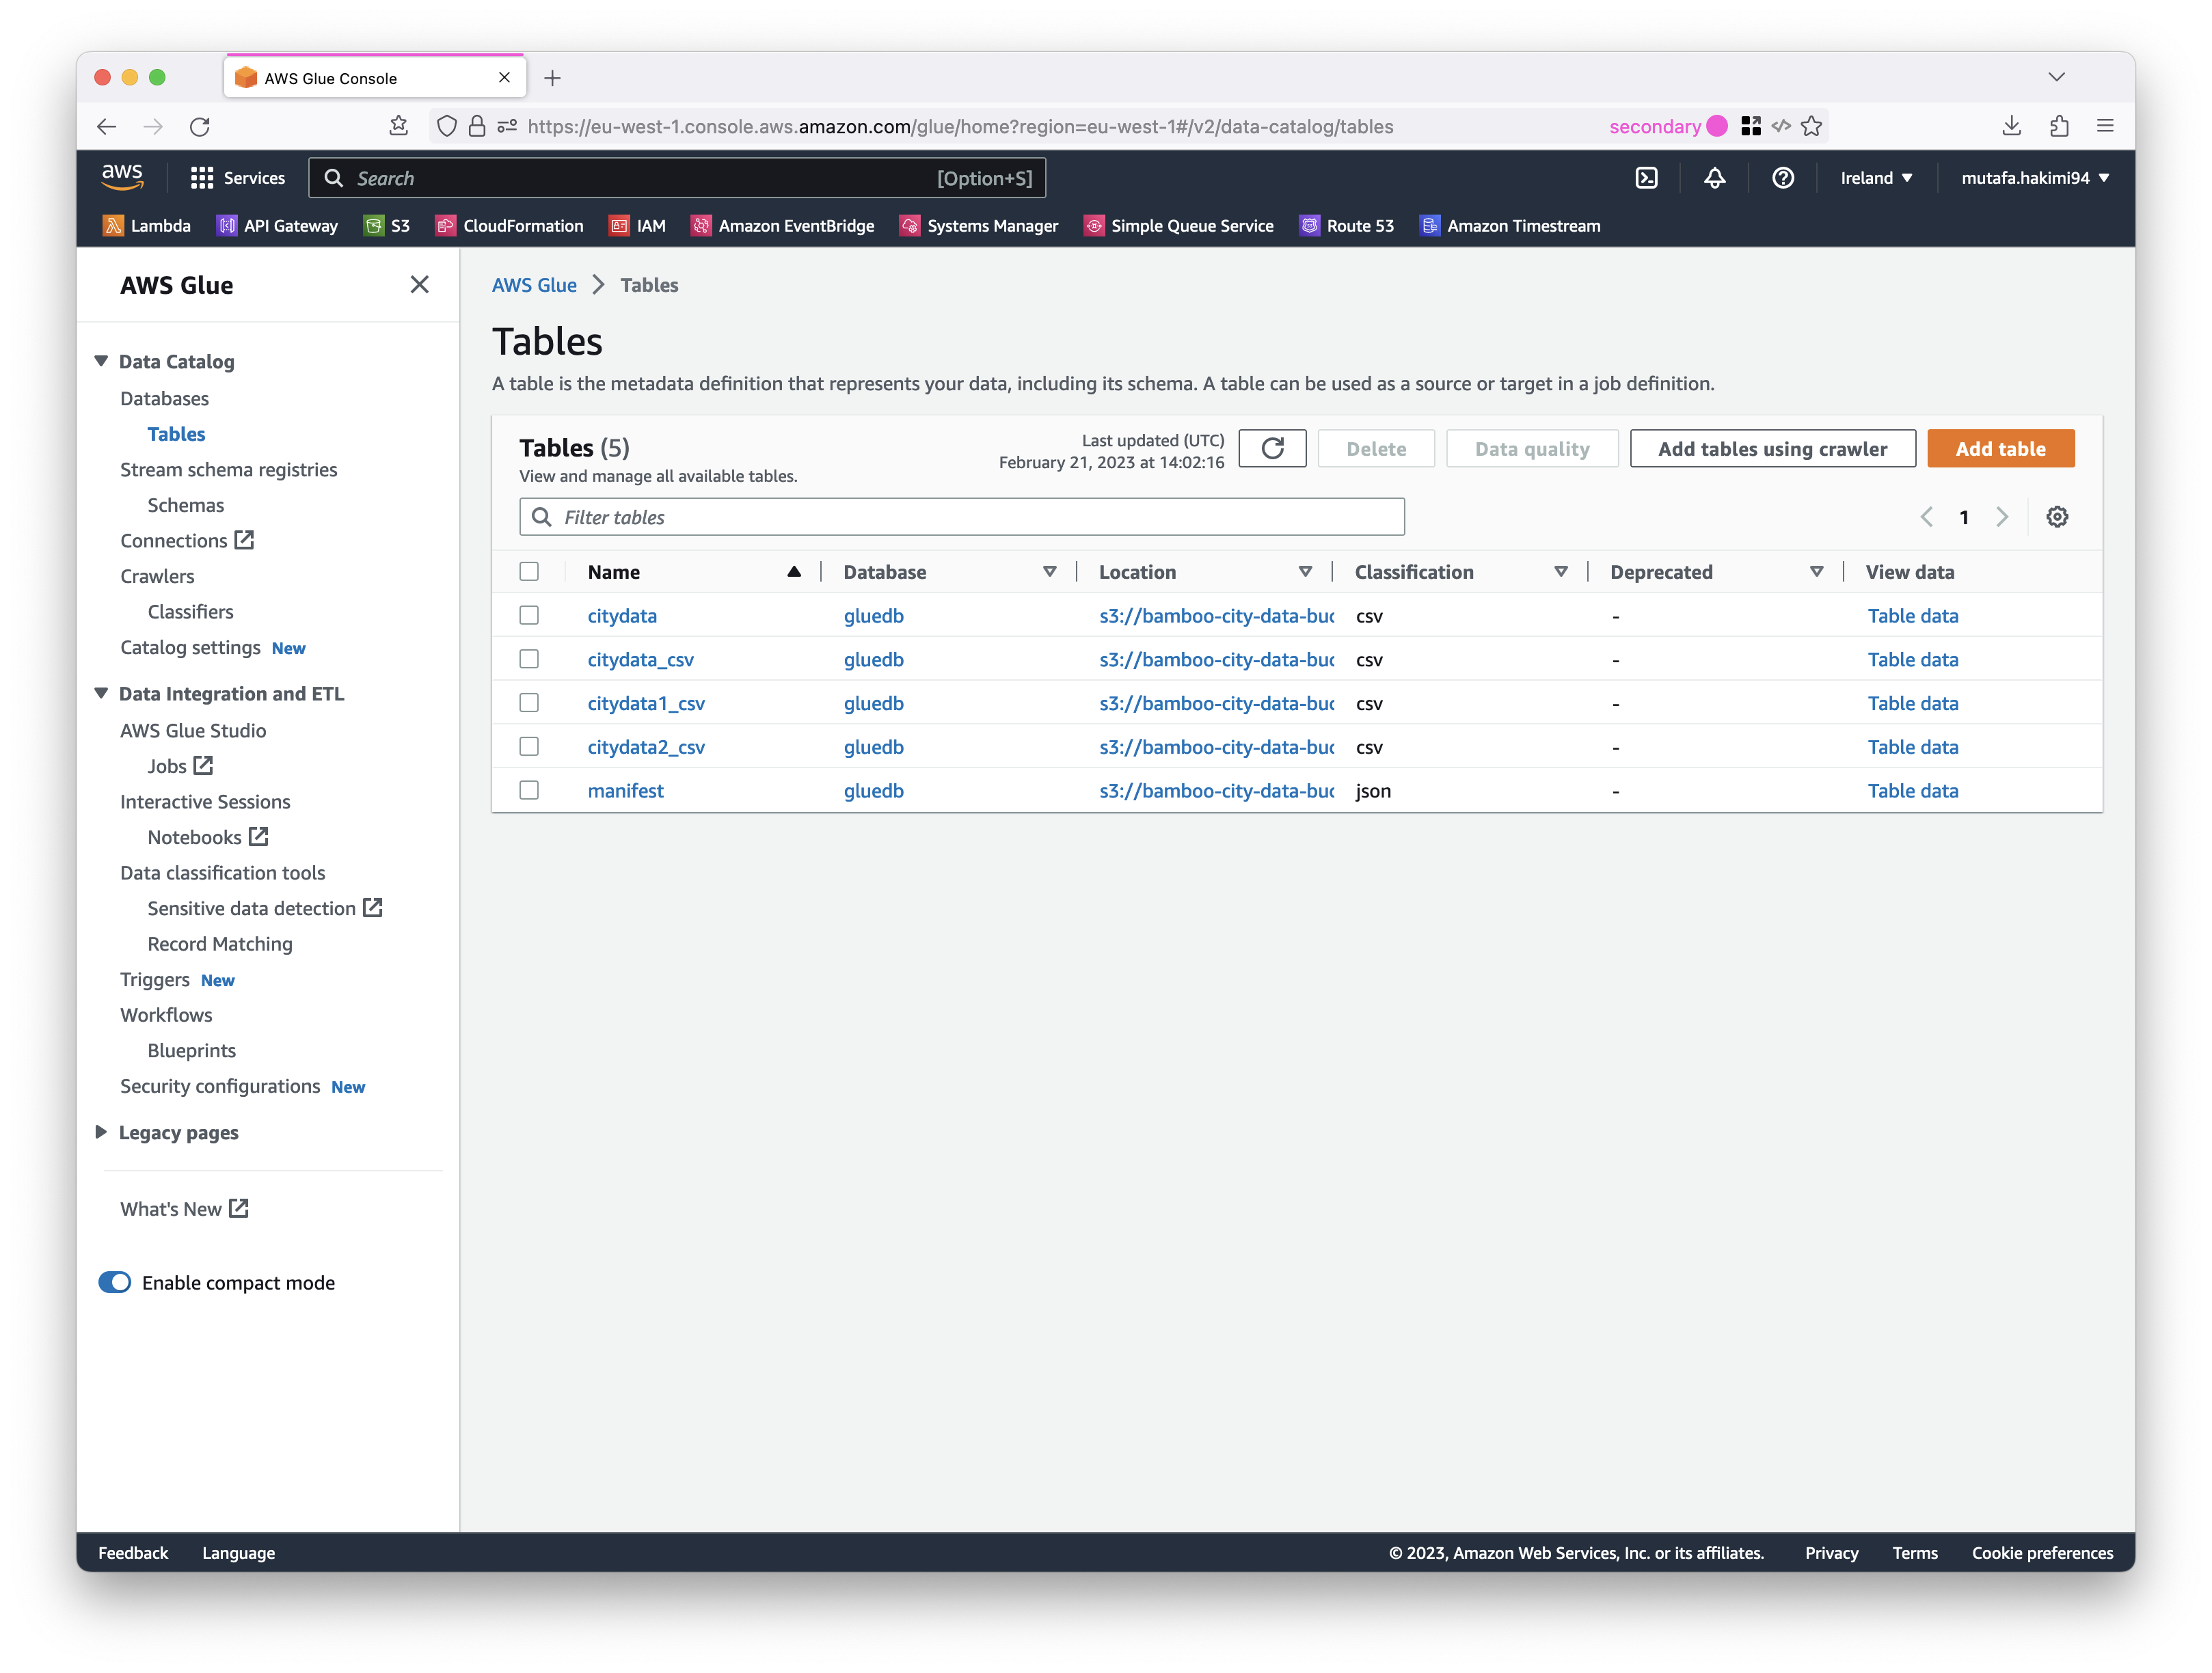 AWS Glue Console
https://eu-west-1.console.aws.amazon.com/glue/home?region=eu-west-1#/v2/data-catalog/tables secondary
aws Services Search [Option+S] Ireland mutafa.hakimi94
Lambda API Gateway S3 CloudFormation IAM Amazon EventBridge Systems Manager Simple Queue Service Route 53 Amazon Timestream
AWS Glue
Data Catalog
Databases
Tables
Stream schema registries
Schemas
Connections
Crawlers
Classifiers
Catalog settings New
Data Integration and ETL
AWS Glue Studio
Jobs
Interactive Sessions
Notebooks
Data classification tools
Sensitive data detection
Record Matching
Triggers New
Workflows
Blueprints
Security configurations New
Legacy pages
What's New
Enable compact mode
AWS Glue Tables
Tables
A table is the metadata definition that represents your data, including its schema. A table can be used as a source or target in a job definition.
Tables (5)
View and manage all available tables.
Last updated (UTC)
February 21, 2023 at 14:02:16
Delete Data quality Add tables using crawler Add table
Filter tables 1
Name Database Location Classification Deprecated View data
citydata gluedb s3://bamboo-city-data-buc csv - Table data
citydata_csv gluedb s3://bamboo-city-data-buc csv - Table data
citydata1_csv gluedb s3://bamboo-city-data-buc csv - Table data
citydata2_csv gluedb s3://bamboo-city-data-buc csv - Table data
manifest gluedb s3://bamboo-city-data-buc json - Table data
Feedback Language © 2023, Amazon Web Services, Inc. or its affiliates. Privacy Terms Cookie preferences